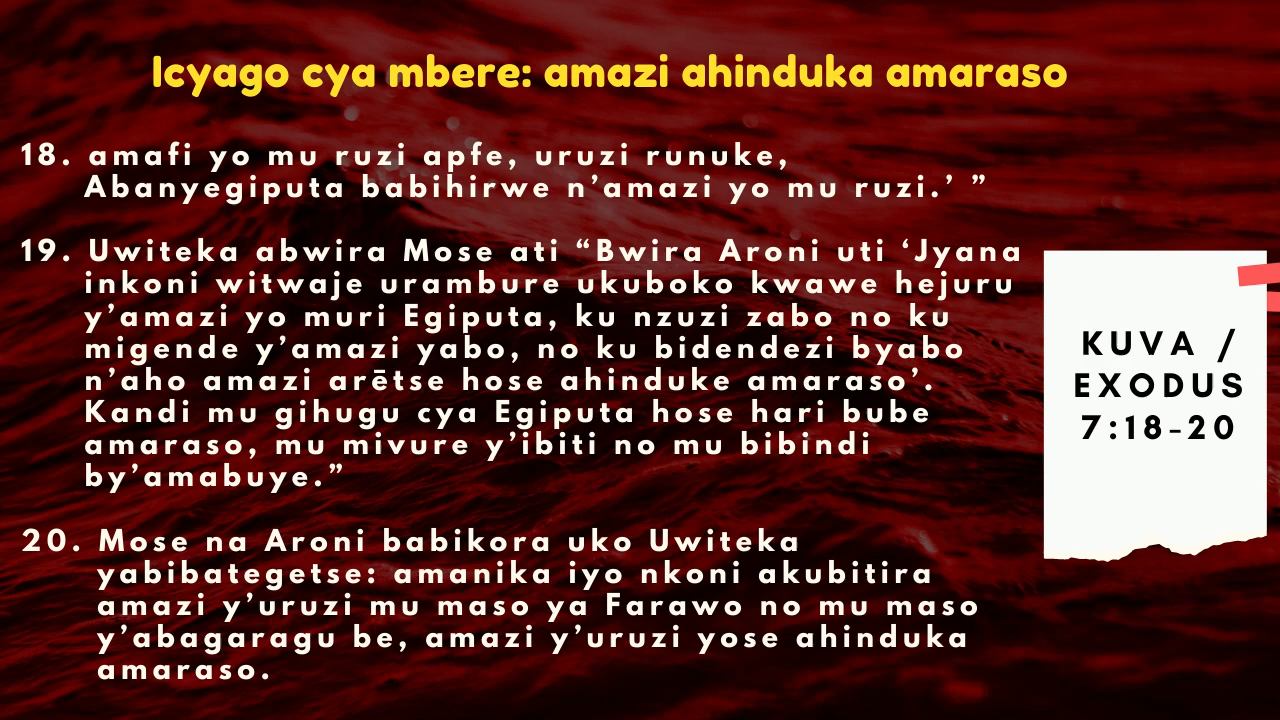 Icyago cya mbere: amazi ahinduka amaraso
18. amafi yo mu ruzi apfe, uruzi runuke,
Abanyegiputa babihirwe n’amazi yo mu ruzi.’ ”
19. Uwiteka abwira Mose ati “Bwira Aroni uti ‘Jyana
inkoni witwaje urambure ukuboko kwawe hejuru
y’amazi yo muri Egiputa, ku nzuzi zabo no ku
migende y’amazi yabo, no ku bidendezi byabo
n’aho amazi arētse hose ahinduke amaraso’.
Kandi mu gihugu cya Egiputa hose hari bube
amaraso, mu mivure y’ibiti no mu bibindi
by’amabuye.”
20. Mose na Aroni babikora uko Uwiteka
yabibategetse: amanika iyo nkoni akubitira
amazi y’uruzi mu maso ya Farawo no mu maso
y’abagaragu be, amazi y’uruzi yose ahinduka
amaraso.
KUVA /
EXODUS
7:18-20